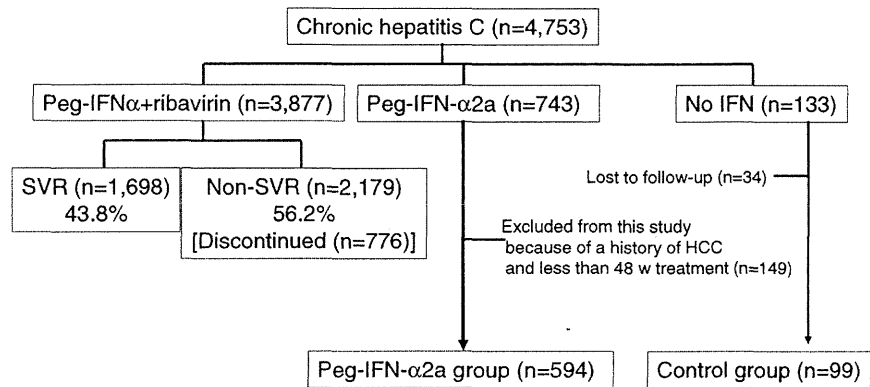 Chronic hepatitis C (n=4,753)
Peg-IFNα+ribavirin (n=3,877)
Peg-IFN-α2a (n=743)
No IFN (n=133)
SVR (n=1,698)
43.8%
Non-SVR (n=2,179)
56.2%
[Discontinued (n=776)]
Lost to follow-up (n=34)
Excluded from this study
because of a history of HCC
and less than 48 w treatment (n=149)
Peg-IFN-α2a group (n=594)
Control group (n=99)